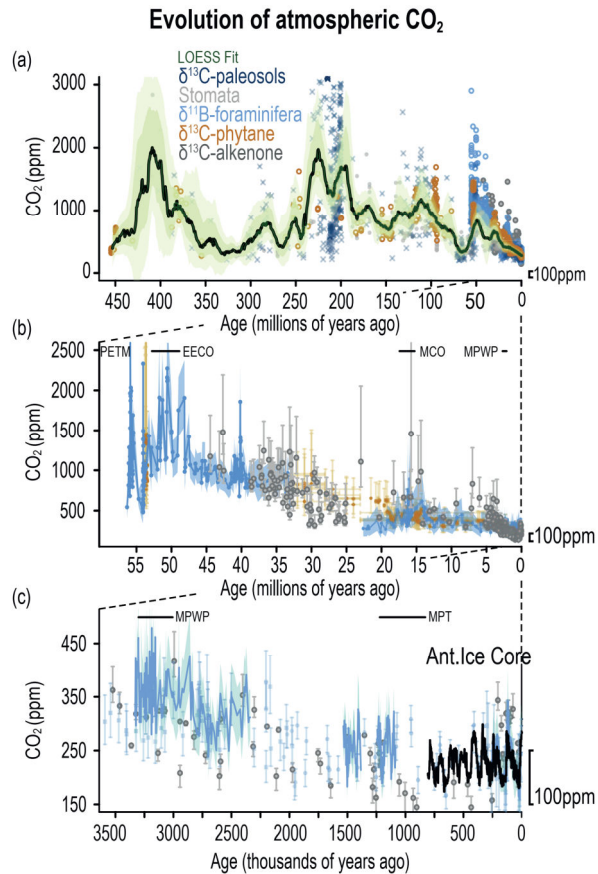 Evolution of atmospheric CO₂
(a)
LOESS Fit
δ¹³C-paleosols
Stomata
δ¹¹B-foraminifera
δ¹³C-phytane
δ¹³C-alkenone
3000
2000
1000
0
CO₂ (ppm)
100ppm
450 400 350 300 250 200 150 100 50 0
Age (millions of years ago)
(b)
2500
2000
1500
1000
500
CO₂ (ppm)
PETM EECO MCO MPWP
100ppm
55 50 45 40 35 30 25 20 15 10 5 0
Age (millions of years ago)
(c)
MPWP MPT
Ant.Ice Core
450
350
250
150
CO₂ (ppm)
100ppm
3500 3000 2500 2000 1500 1000 500 0
Age (thousands of years ago)